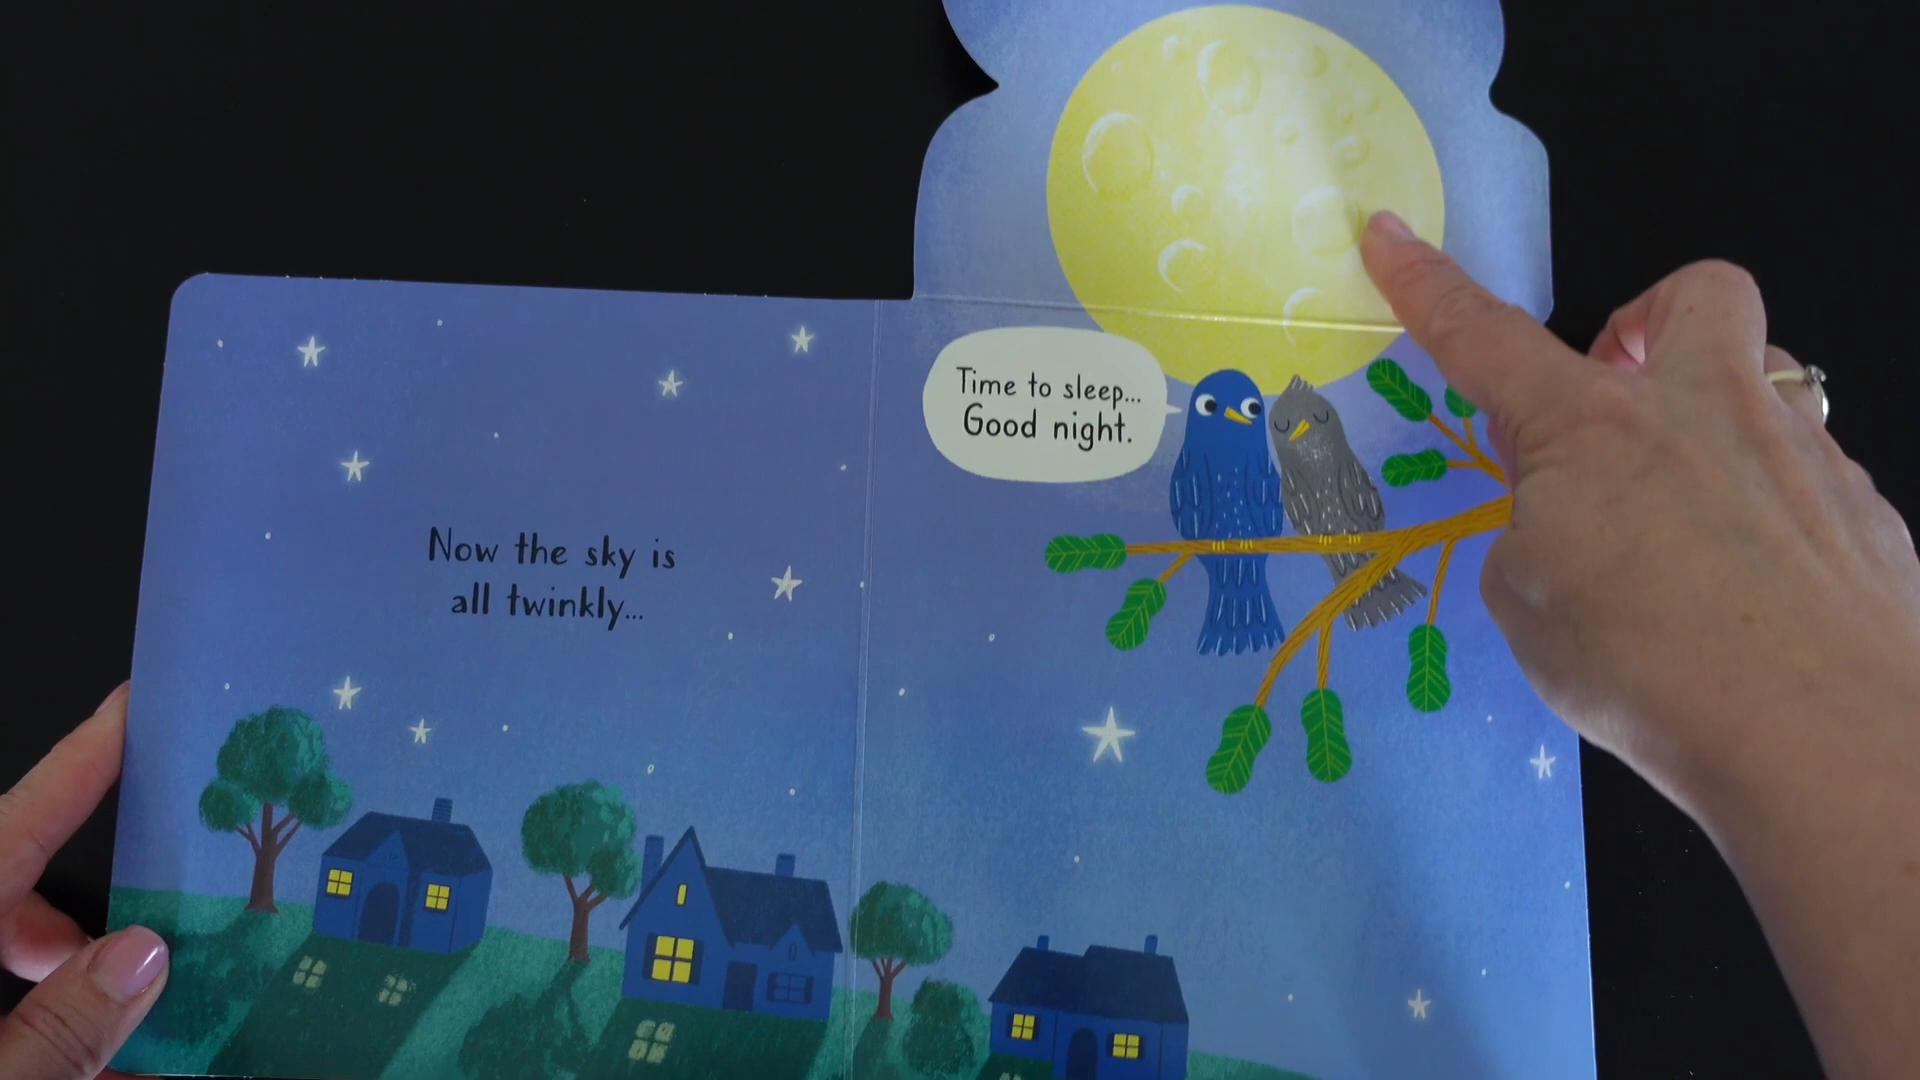 Now the sky is
all twinkly...
Time to sleep...
Good night.